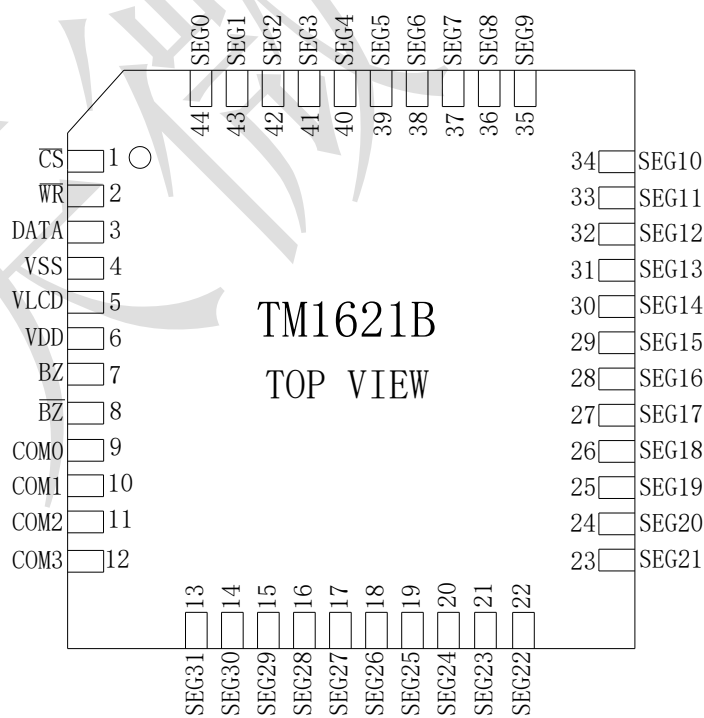 SEG0 SEG1 SEG2 SEG3 SEG4 SEG5 SEG6 SEG7 SEG8 SEG9
44 43 42 41 40 39 38 37 36 35
C̅S̅ 1 34 SEG10
W̅R̅ 2 33 SEG11
DATA 3 32 SEG12
VSS 4 31 SEG13
VLCD 5 30 SEG14
VDD 6 29 SEG15
BZ 7 28 SEG16
B̅Z̅ 8 27 SEG17
COM0 9 26 SEG18
COM1 10 25 SEG19
COM2 11 24 SEG20
COM3 12 23 SEG21
TM1621B
TOP VIEW
13 14 15 16 17 18 19 20 21 22
SEG31 SEG30 SEG29 SEG28 SEG27 SEG26 SEG25 SEG24 SEG23 SEG22